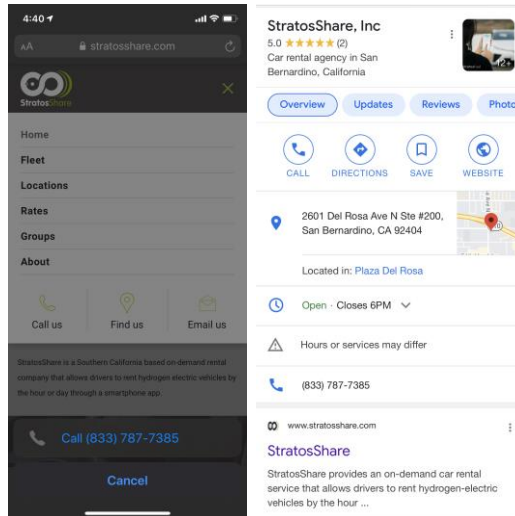 4:40
AA
stratosshare.com
StratosShare
Home
Fleet
Locations
Rates
Groups
About
Call us
Find us
Email us
StratosShare is a Southern California based on-demand rental
company that allows drivers to rent hydrogen electric vehicles by
the hour or day through a smartphone app.
Call (833) 787-7385
Cancel
StratosShare, Inc
5.0 ★★★★★ (2)
Car rental agency in San
Bernardino, California
12+
Overview
Updates
Reviews
Photo
CALL
DIRECTIONS
SAVE
WEBSITE
2601 Del Rosa Ave N Ste #200,
San Bernardino, CA 92404
Located in: Plaza Del Rosa
Open · Closes 6PM
Hours or services may differ
(833) 787-7385
www.stratosshare.com
StratosShare
StratosShare provides an on-demand car rental
service that allows drivers to rent hydrogen-electric
vehicles by the hour ...